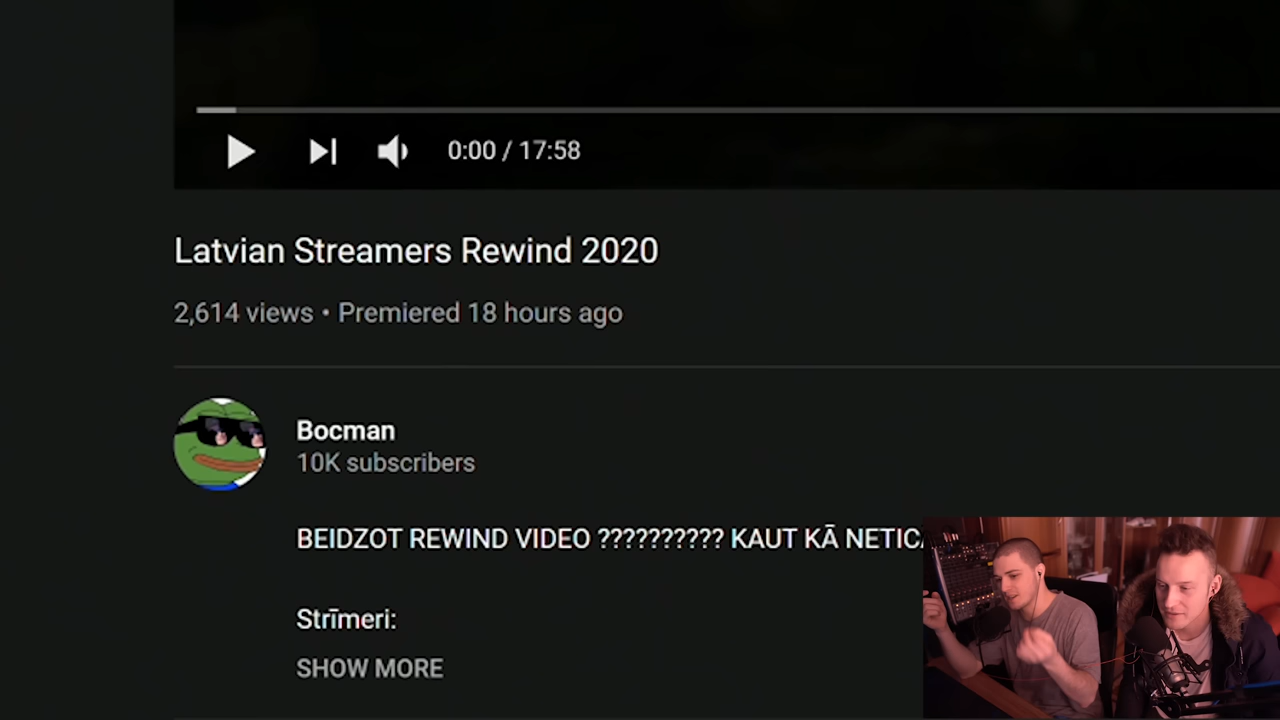 0:00 / 17:58
Latvian Streamers Rewind 2020
2,614 views • Premiered 18 hours ago
Bocman
10K subscribers
BEIDZOT REWIND VIDEO ?????????? KAUT KĀ
Strīmeri:
SHOW MORE